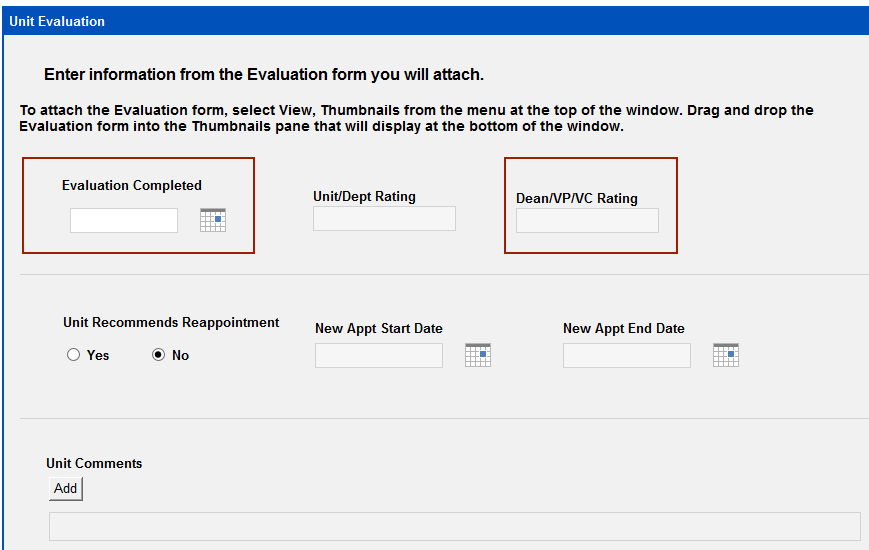 Unit Evaluation
Enter information from the Evaluation form you will attach.
To attach the Evaluation form, select View, Thumbnails from the menu at the top of the window. Drag and drop the
Evaluation form into the Thumbnails pane that will display at the bottom of the window.
Evaluation Completed
Unit/Dept Rating
Dean/VP/VC Rating
Unit Recommends Reappointment
New Appt Start Date
New Appt End Date
Yes
No
Unit Comments
Add